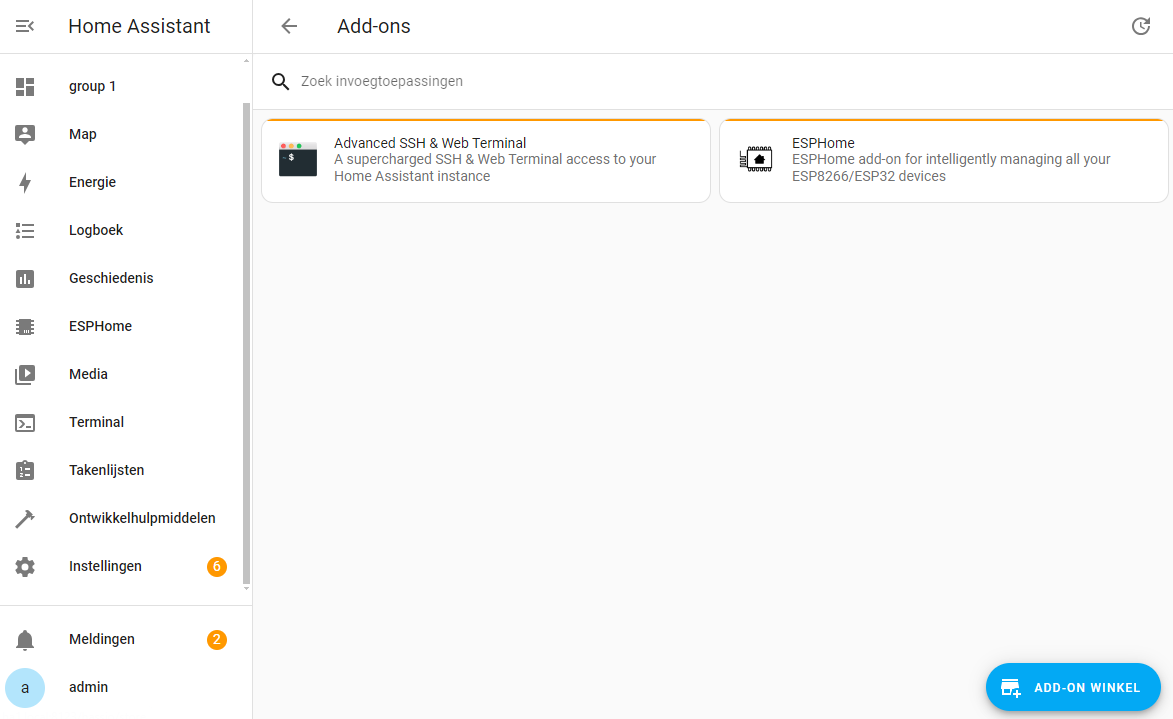 Home Assistant
group 1
Map
Energie
Logboek
Geschiedenis
ESPHome
Media
Terminal
Takenlijsten
Ontwikkelhulpmiddelen
Instellingen 6
Meldingen 2
a admin
Add-ons
Zoek invoegtoepassingen
$
Advanced SSH & Web Terminal
A supercharged SSH & Web Terminal access to your
Home Assistant instance
ESPHome
ESPHome add-on for intelligently managing all your
ESP8266/ESP32 devices
ADD-ON WINKEL